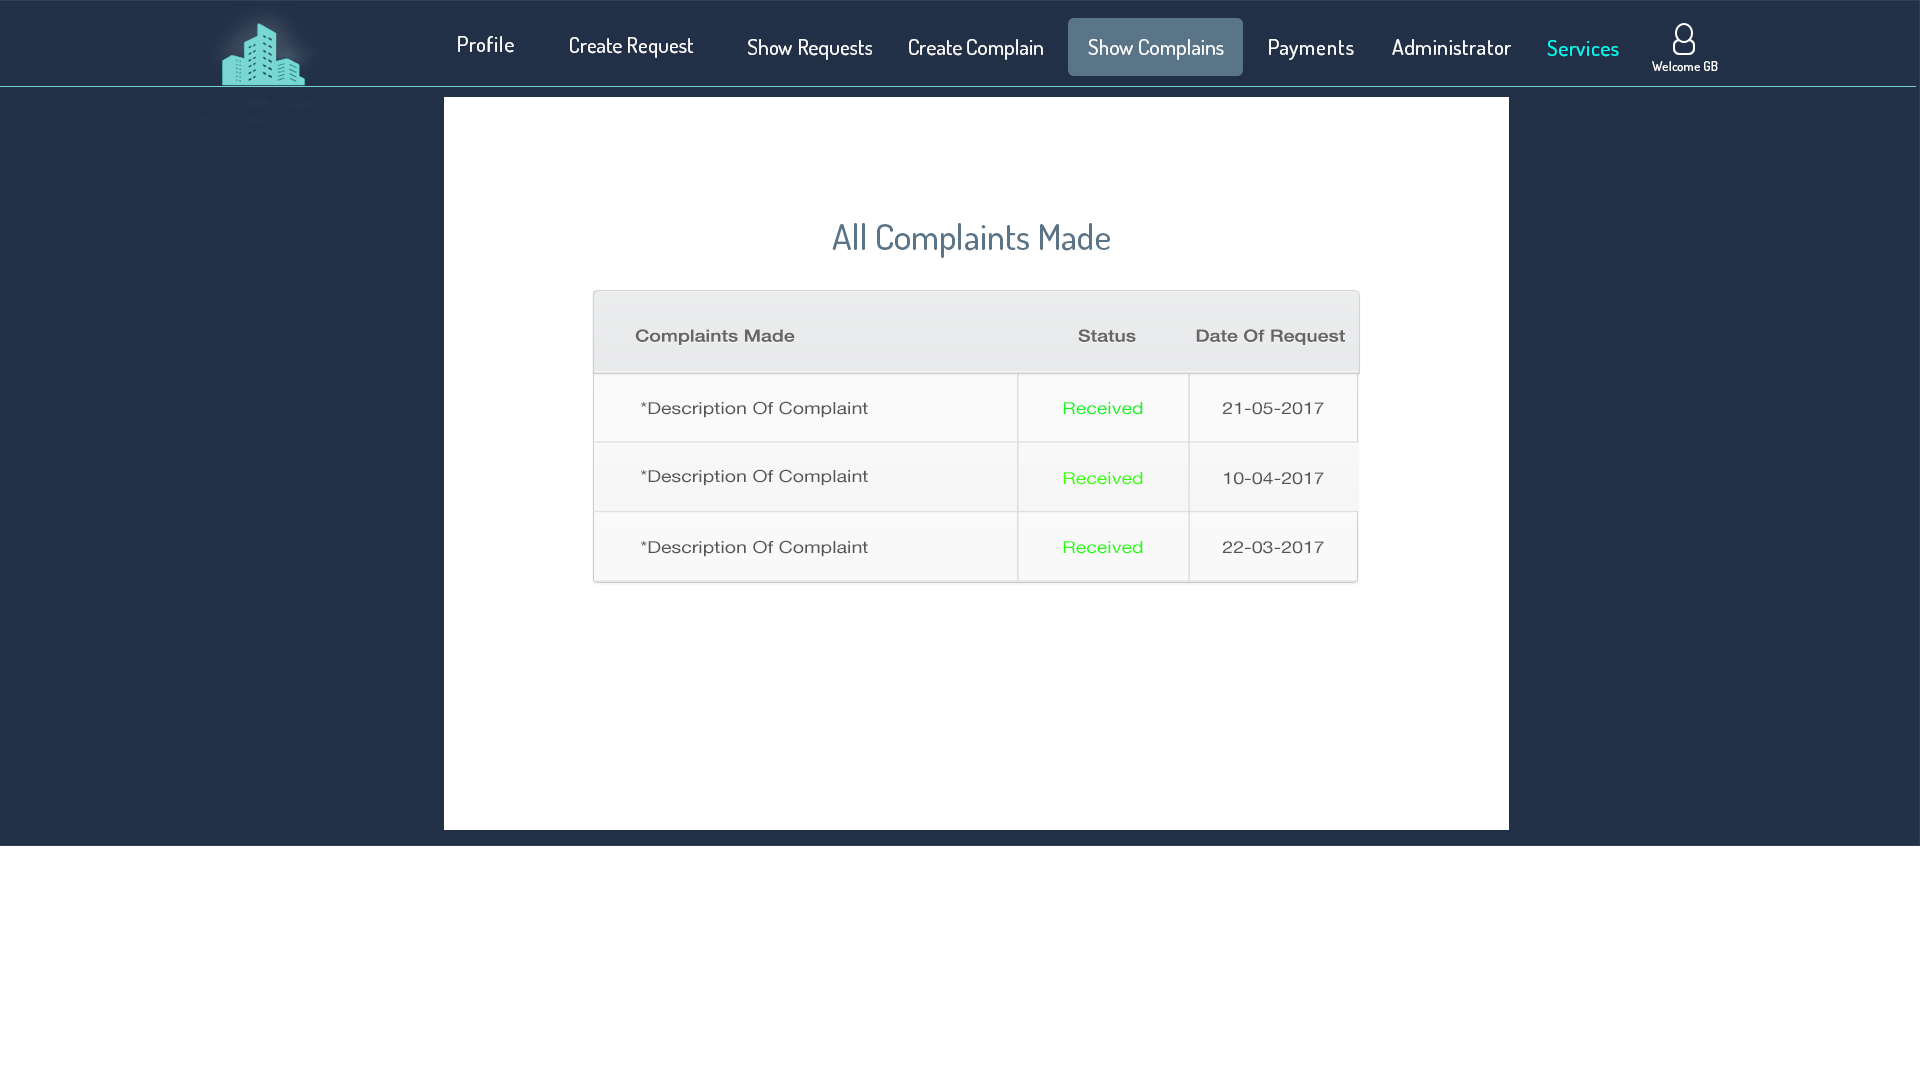 Profile Create Request Show Requests Create Complain Show Complains Payments Administrator Services
Welcome GB
All Complaints Made
Complaints Made Status Date Of Request
*Description Of Complaint Received 21-05-2017
*Description Of Complaint Received 10-04-2017
*Description Of Complaint Received 22-03-2017